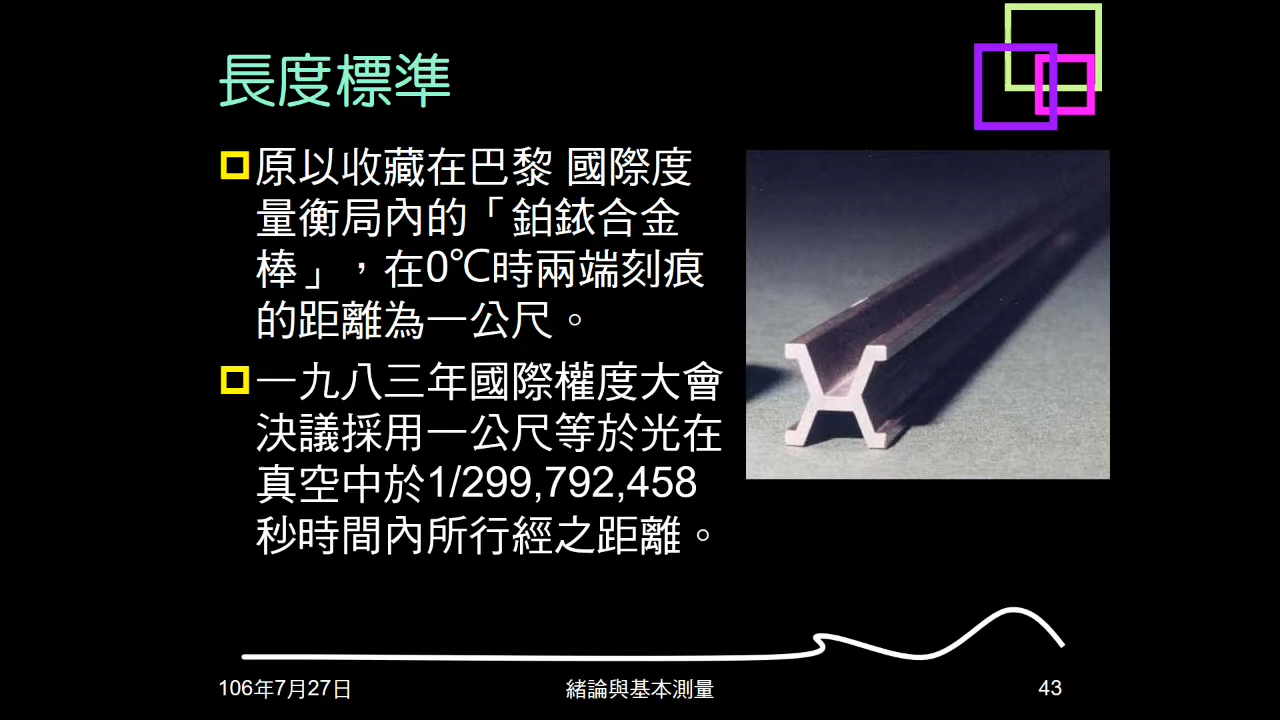 長度標準
原以收藏在巴黎 國際度
量衡局內的「鉑銥合金
棒」，在0℃時兩端刻痕
的距離為一公尺。
一九八三年國際權度大會
決議採用一公尺等於光在
真空中於1/299,792,458
秒時間內所行經之距離。
106年7月27日
緒論與基本測量
43